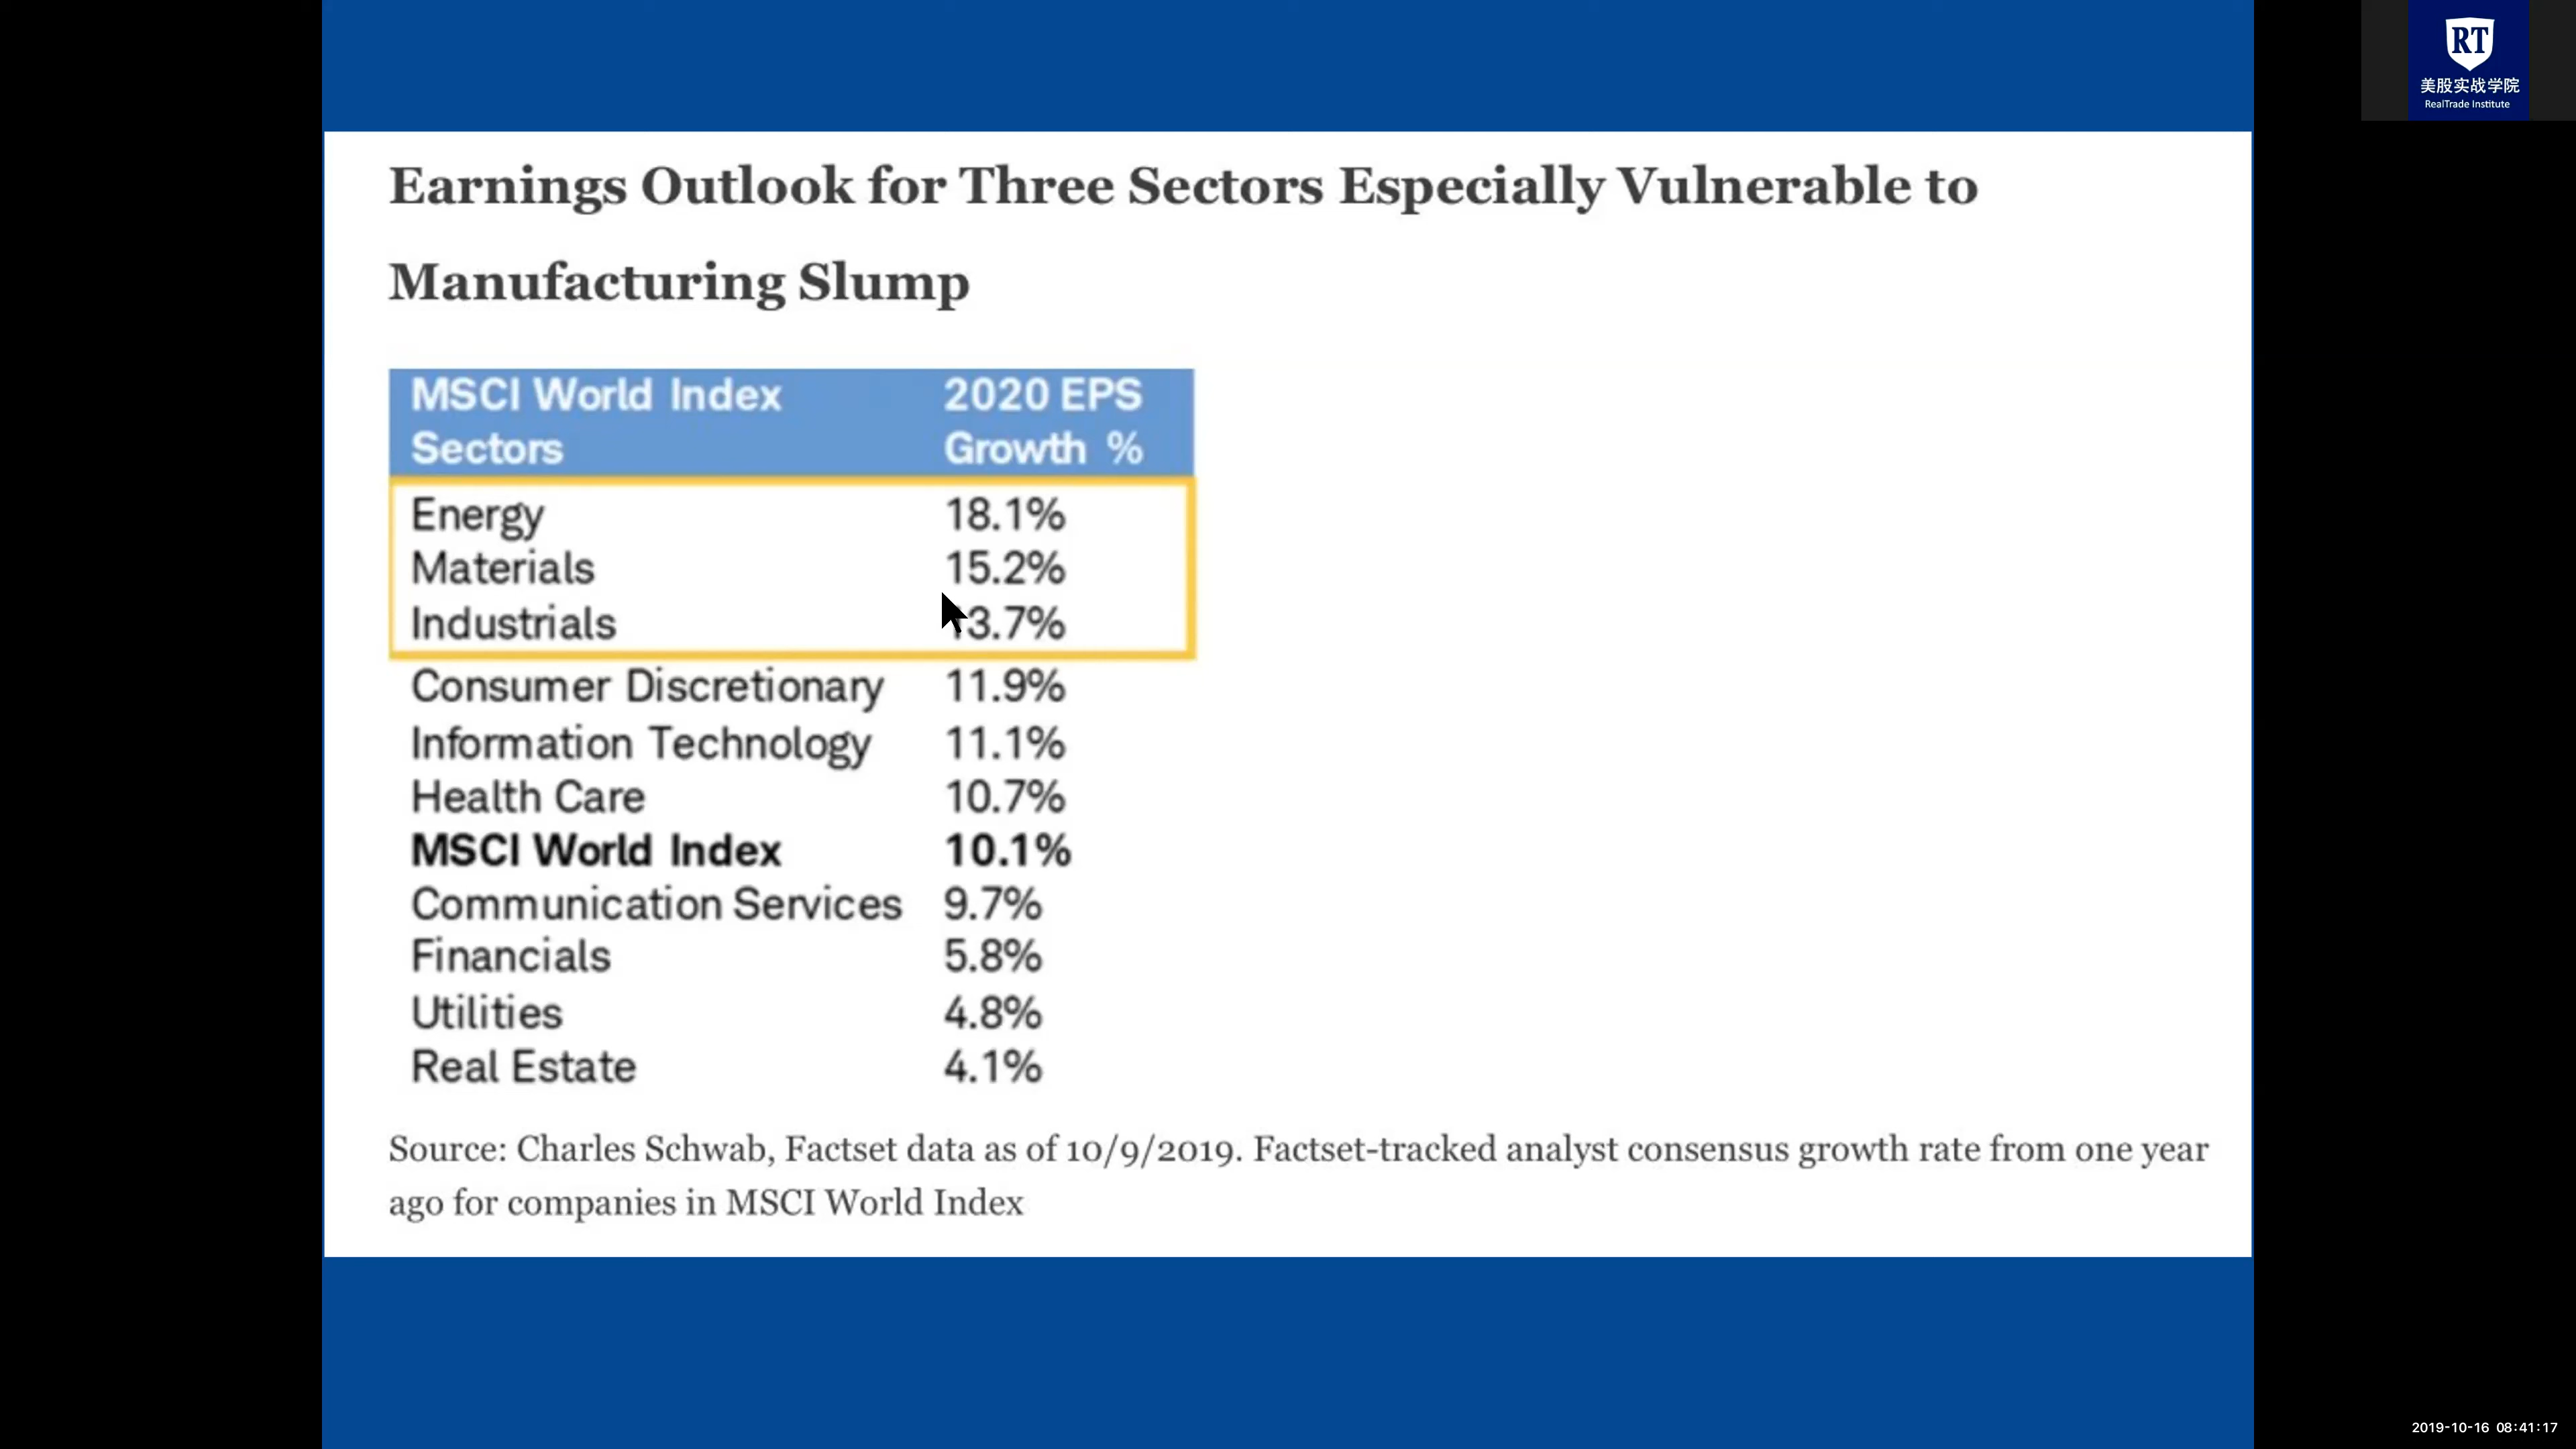 RT
美股实战学院
RealTrade Institute
Earnings Outlook for Three Sectors Especially Vulnerable to
Manufacturing Slump
MSCI World Index 2020 EPS
Sectors Growth %
Energy 18.1%
Materials 15.2%
Industrials 13.7%
Consumer Discretionary 11.9%
Information Technology 11.1%
Health Care 10.7%
MSCI World Index 10.1%
Communication Services 9.7%
Financials 5.8%
Utilities 4.8%
Real Estate 4.1%
Source: Charles Schwab, Factset data as of 10/9/2019. Factset-tracked analyst consensus growth rate from one year
ago for companies in MSCI World Index
2019-10-16 08:41:17